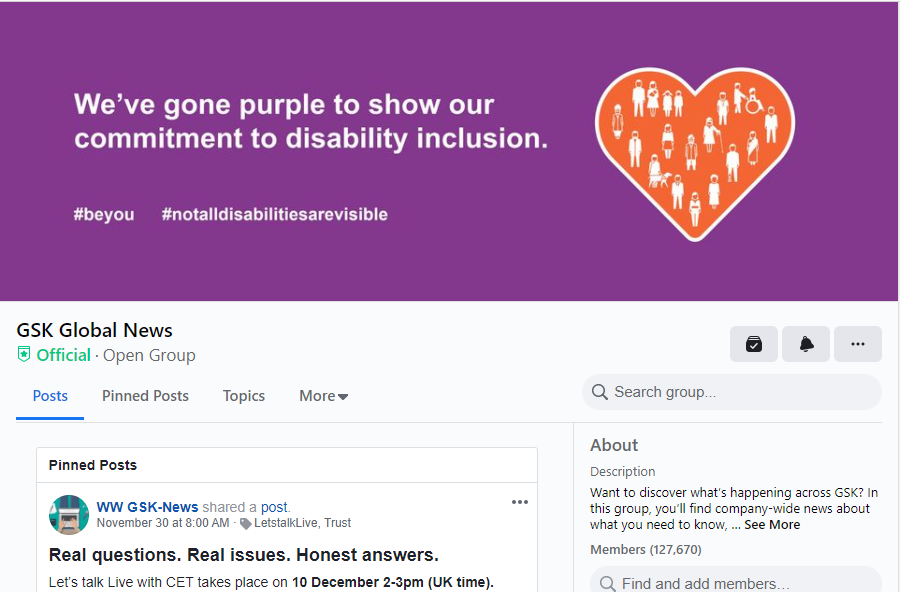 We've gone purple to show our
commitment to disability inclusion.
#beyou #notalldisabilitiesarevisible
GSK Global News
Official · Open Group
Posts Pinned Posts Topics More
Search group...
Pinned Posts
WW GSK-News shared a post.
November 30 at 8:00 AM · LetstalkLive, Trust
Real questions. Real issues. Honest answers.
Let's talk Live with CET takes place on 10 December 2-3pm (UK time).
About
Description
Want to discover what's happening across GSK? In
this group, you'll find company-wide news about
what you need to know, ... See More
Members (127,670)
Find and add members...